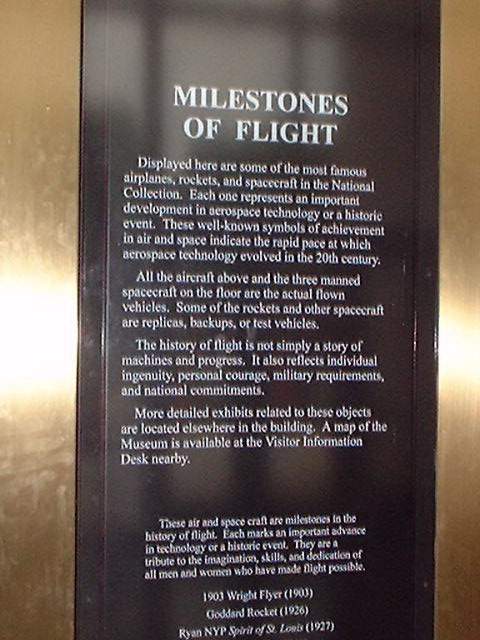 MILESTONES
OF FLIGHT
Displayed here are some of the most famous
airplanes, rockets, and spacecraft in the National
Collection. Each one represents an important
development in aerospace technology or a historic
event. These well-known symbols of achievement
in air and space indicate the rapid pace at which
aerospace technology evolved in the 20th century.
All the aircraft above and the three manned
spacecraft on the floor are the actual flown
vehicles. Some of the rockets and other spacecraft
are replicas, backups, or test vehicles.
The history of flight is not simply a story of
machines and progress. It also reflects individual
ingenuity, personal courage, military requirements,
and national commitments.
More detailed exhibits related to these objects
are located elsewhere in the building. A map of the
Museum is available at the Visitor Information
Desk nearby.
These air and space craft are milestones in the
history of flight. Each marks an important advance
in technology or a historic event. They are a
tribute to the imagination, skills, and dedication of
all men and women who have made flight possible.
1903 Wright Flyer (1903)
Goddard Rocket (1926)
Ryan NYP Spirit of St. Louis (1927)